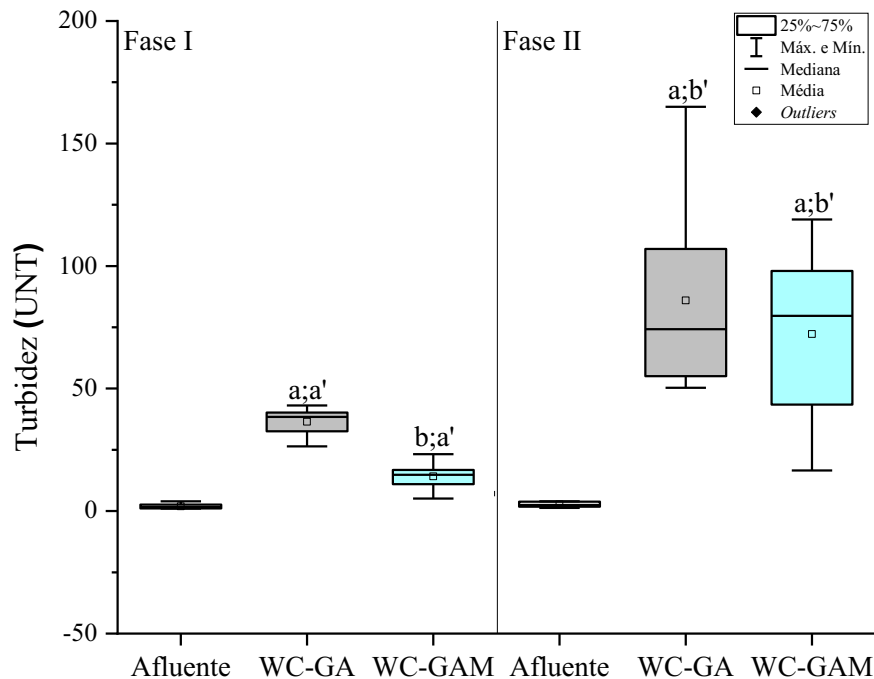 200
150
100
50
0
-50
Turbidez (UNT)
Fase I
Fase II
25%~75%
Máx. e Mín.
Mediana
Média
Outliers
a;a'
b;a'
a;b'
a;b'
Afluente WC-GA WC-GAM Afluente WC-GA WC-GAM